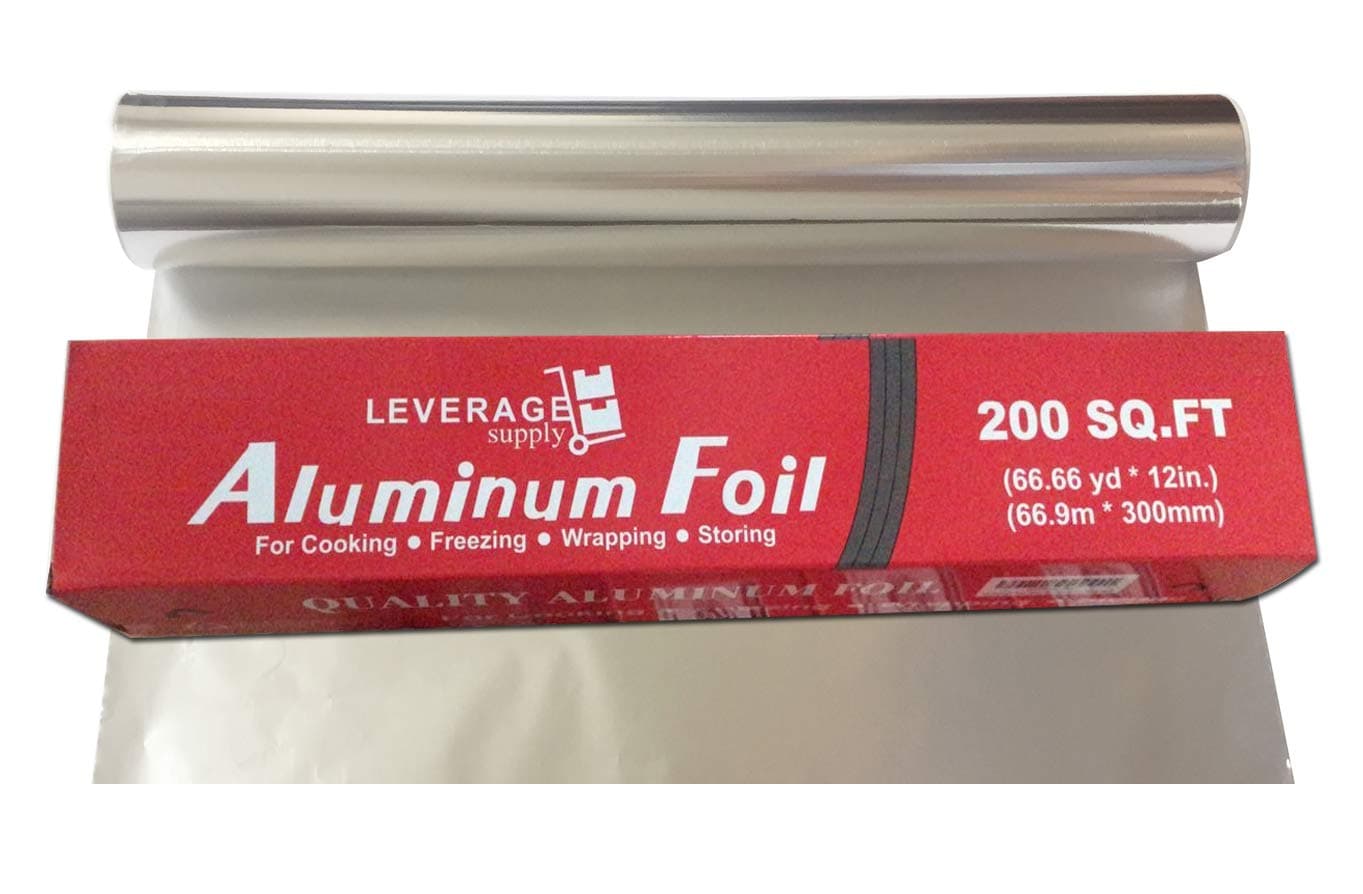 LEVERAGE
supply
Aluminum Foil
For Cooking ● Freezing ● Wrapping ● Storing
200 SQ.FT
(66.66 yd * 12in.)
(66.9m * 300mm)
QUALITY ALUMINUM FOIL